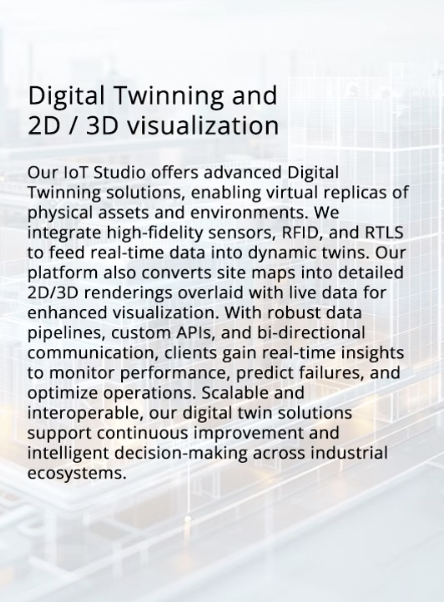 Digital Twinning and
2D / 3D visualization
Our IoT Studio offers advanced Digital
Twinning solutions, enabling virtual replicas of
physical assets and environments. We
integrate high-fidelity sensors, RFID, and RTLS
to feed real-time data into dynamic twins. Our
platform also converts site maps into detailed
2D/3D renderings overlaid with live data for
enhanced visualization. With robust data
pipelines, custom APIs, and bi-directional
communication, clients gain real-time insights
to monitor performance, predict failures, and
optimize operations. Scalable and
interoperable, our digital twin solutions
support continuous improvement and
intelligent decision-making across industrial
ecosystems.